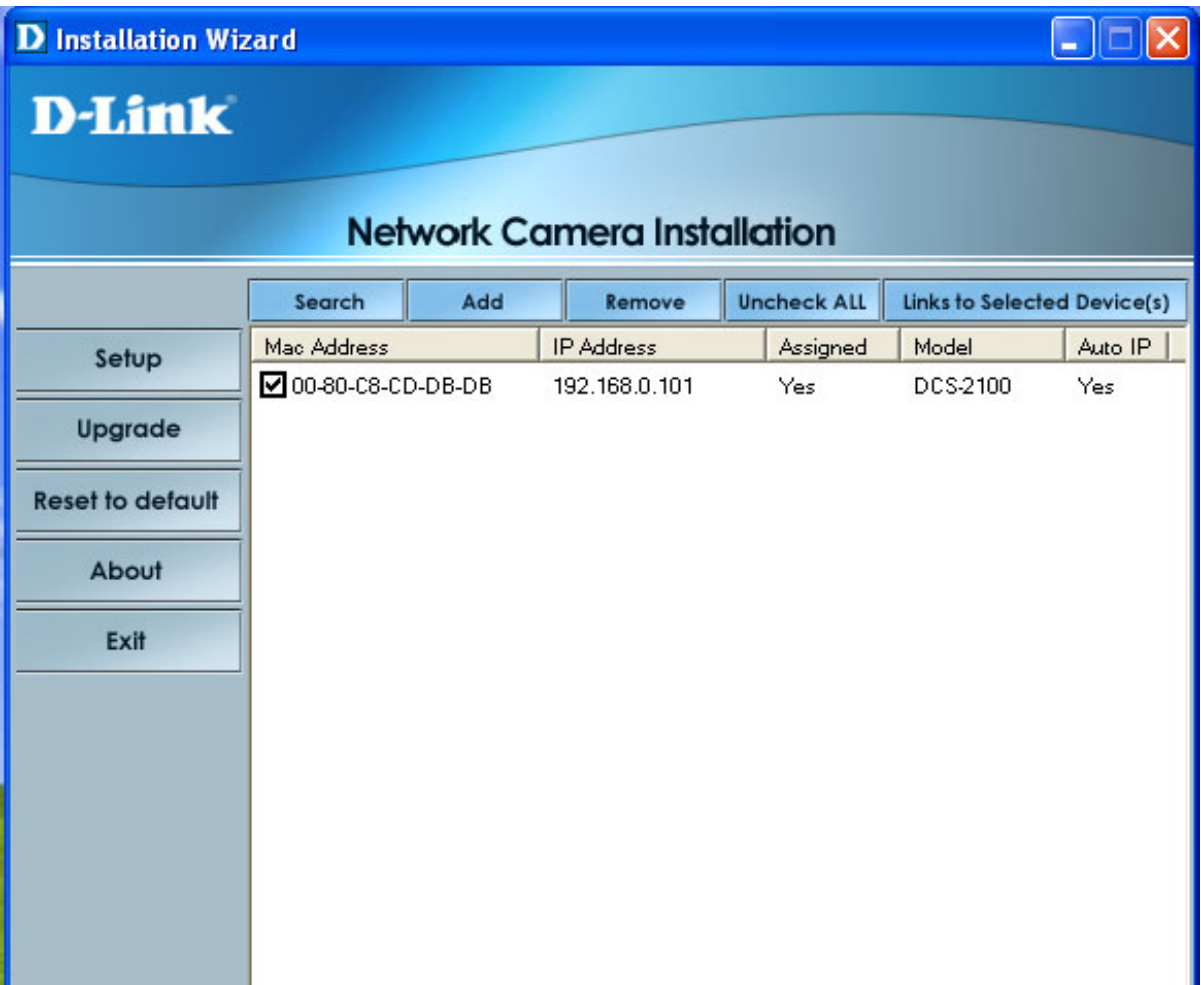 D Installation Wizard
D-Link
Network Camera Installation
Search Add Remove Uncheck ALL Links to Selected Device(s)
Mac Address IP Address Assigned Model Auto IP
00-80-C8-CD-DB-DB 192.168.0.101 Yes DCS-2100 Yes
Setup
Upgrade
Reset to default
About
Exit